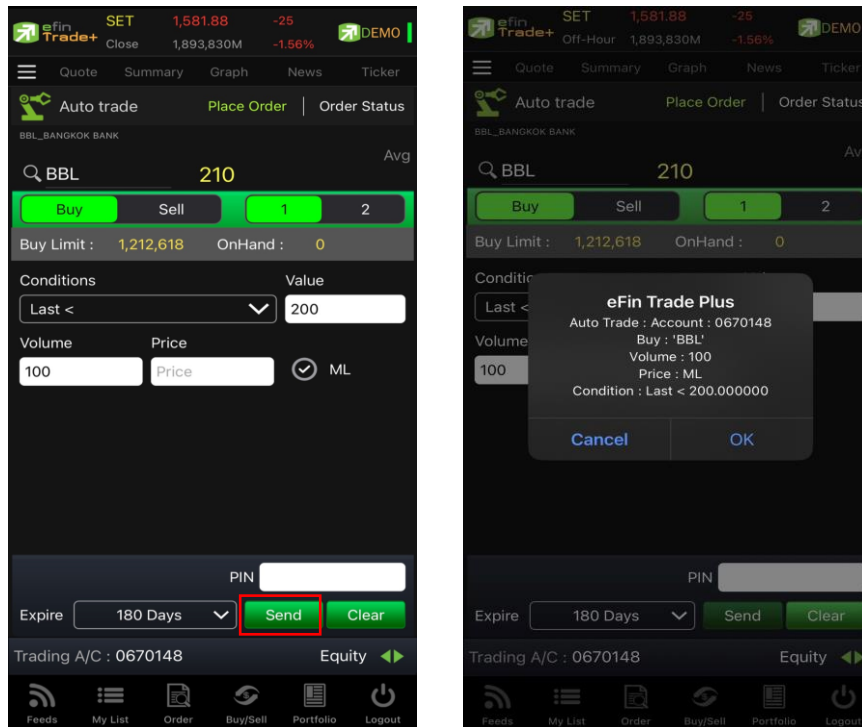 efin Trade+ SET 1,581.88 -25 DEMO
Close 1,893,830M -1.56%
Quote Summary Graph News Ticker
Auto trade Place Order | Order Status
BBL_BANGKOK BANK
Avg
BBL 210
Buy Sell 1 2
Buy Limit : 1,212,618 OnHand : 0
Conditions Value
Last < 200
Volume Price
100 Price ML
PIN
Expire 180 Days Send Clear
Trading A/C : 0670148 Equity
Feeds My List Order Buy/Sell Portfolio Logout
efin Trade+ SET 1,581.88 -25 DEMO
Off-Hour 1,893,830M -1.56%
Quote Summary Graph News Ticker
Auto trade Place Order | Order Status
BBL_BANGKOK BANK
Av
BBL 210
Buy Sell 1 2
Buy Limit : 1,212,618 OnHand : 0
Conditic
Last <
Volume
100
eFin Trade Plus
Auto Trade : Account : 0670148
Buy : 'BBL'
Volume : 100
Price : ML
Condition : Last < 200.000000
Cancel OK
PIN
Expire 180 Days Send Clear
Trading A/C : 0670148 Equity
Feeds My List Order Buy/Sell Portfolio Logout